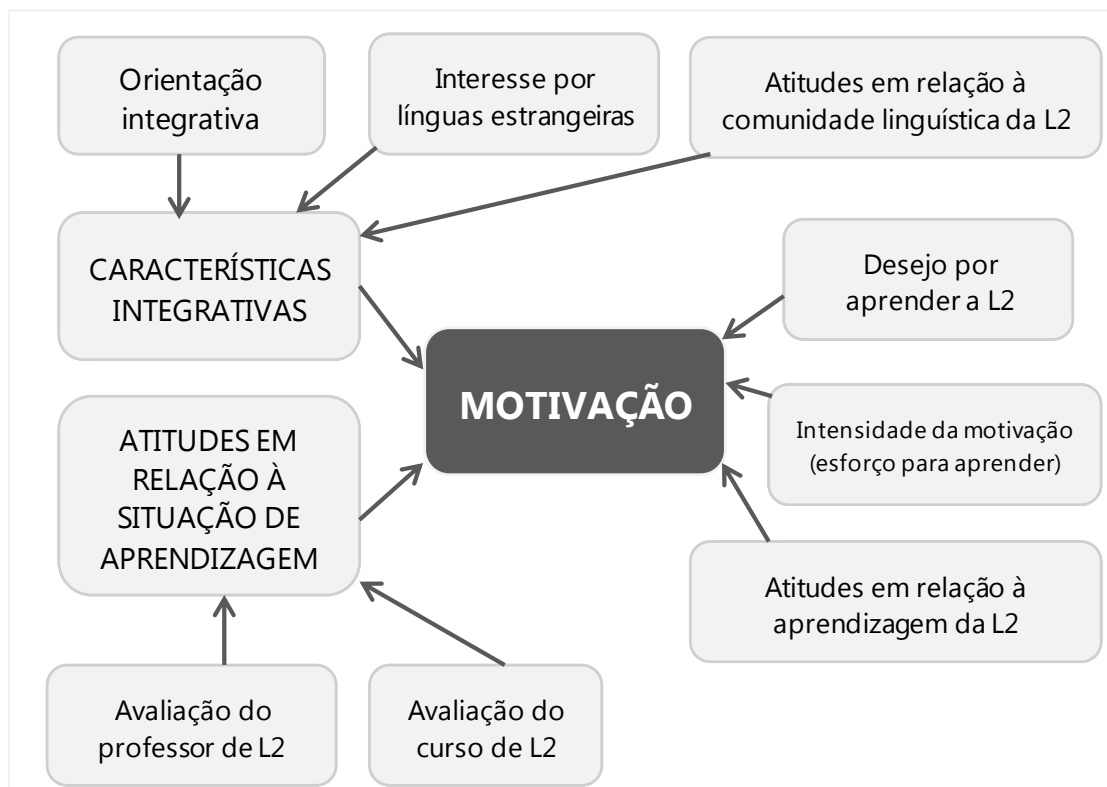 Orientação
integrativa
Interesse por
línguas estrangeiras
Atitudes em relação à
comunidade linguística da L2
CARACTERÍSTICAS
INTEGRATIVAS
Desejo por
aprender a L2
MOTIVAÇÃO
Intensidade da motivação
(esforço para aprender)
ATITUDES EM
RELAÇÃO À
SITUAÇÃO DE
APRENDIZAGEM
Atitudes em relação à
aprendizagem da L2
Avaliação do
professor de L2
Avaliação do
curso de L2